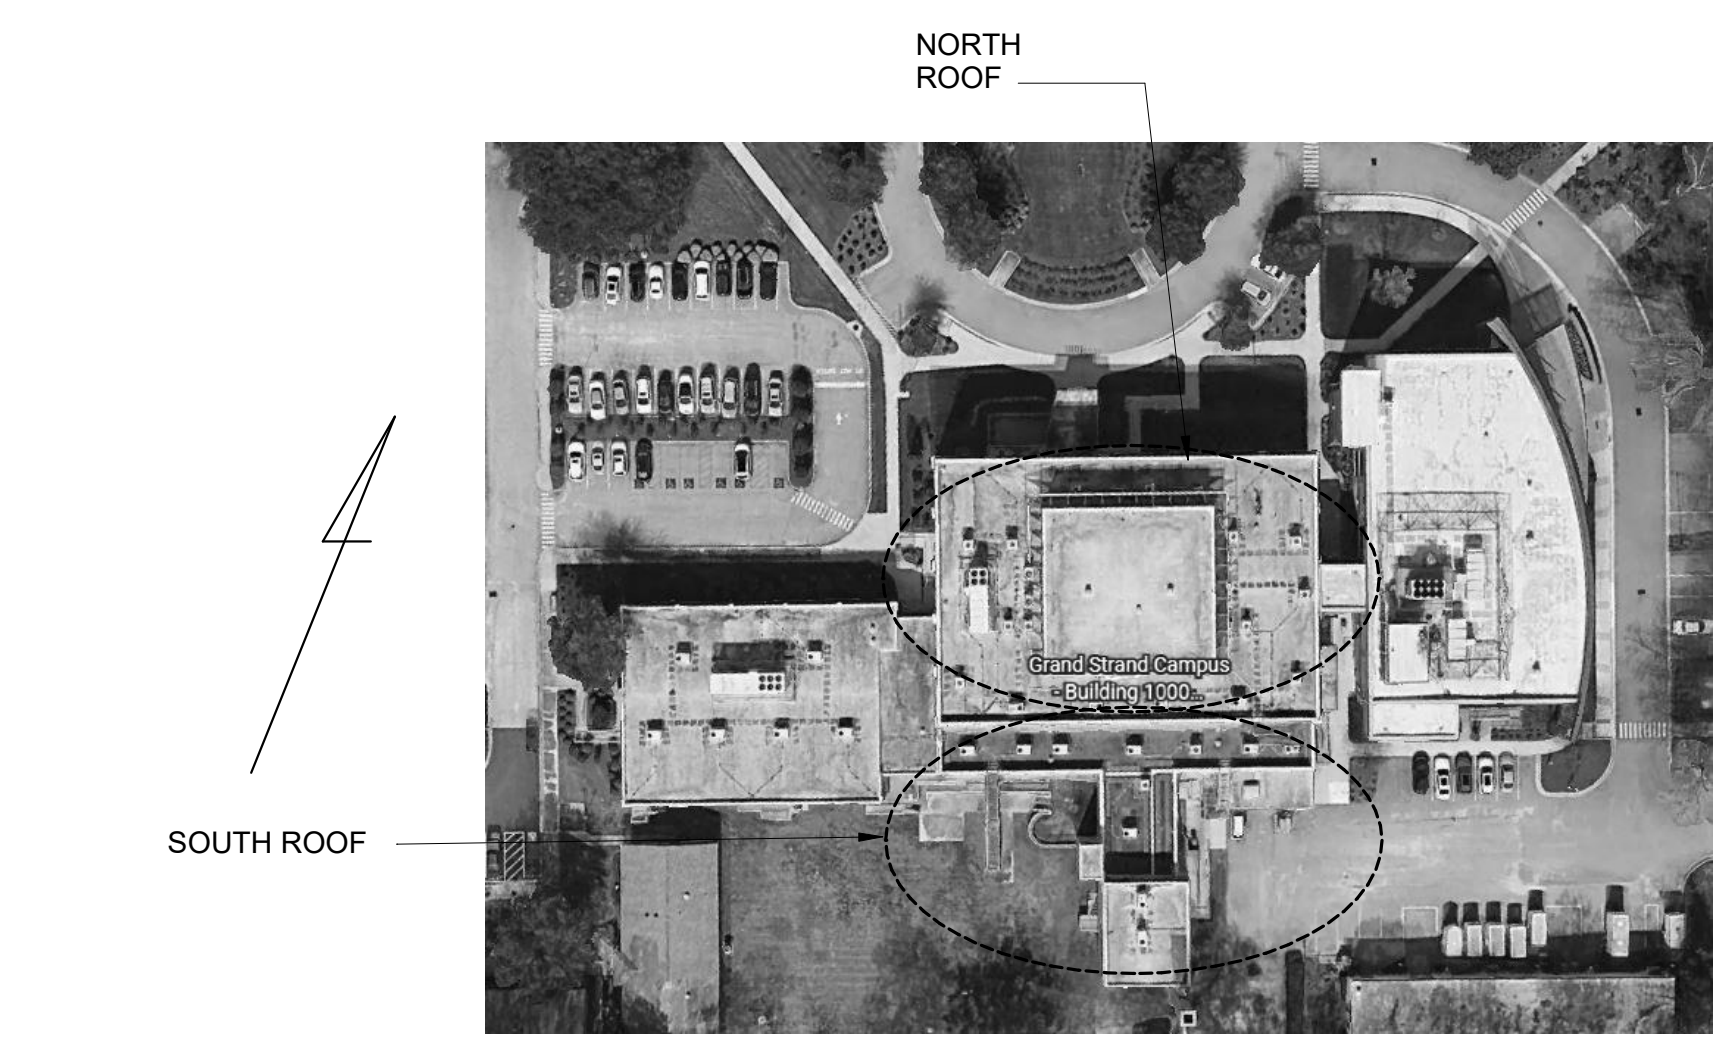 NORTH
ROOF
Grand Strand Campus
- Building 1000...
SOUTH ROOF